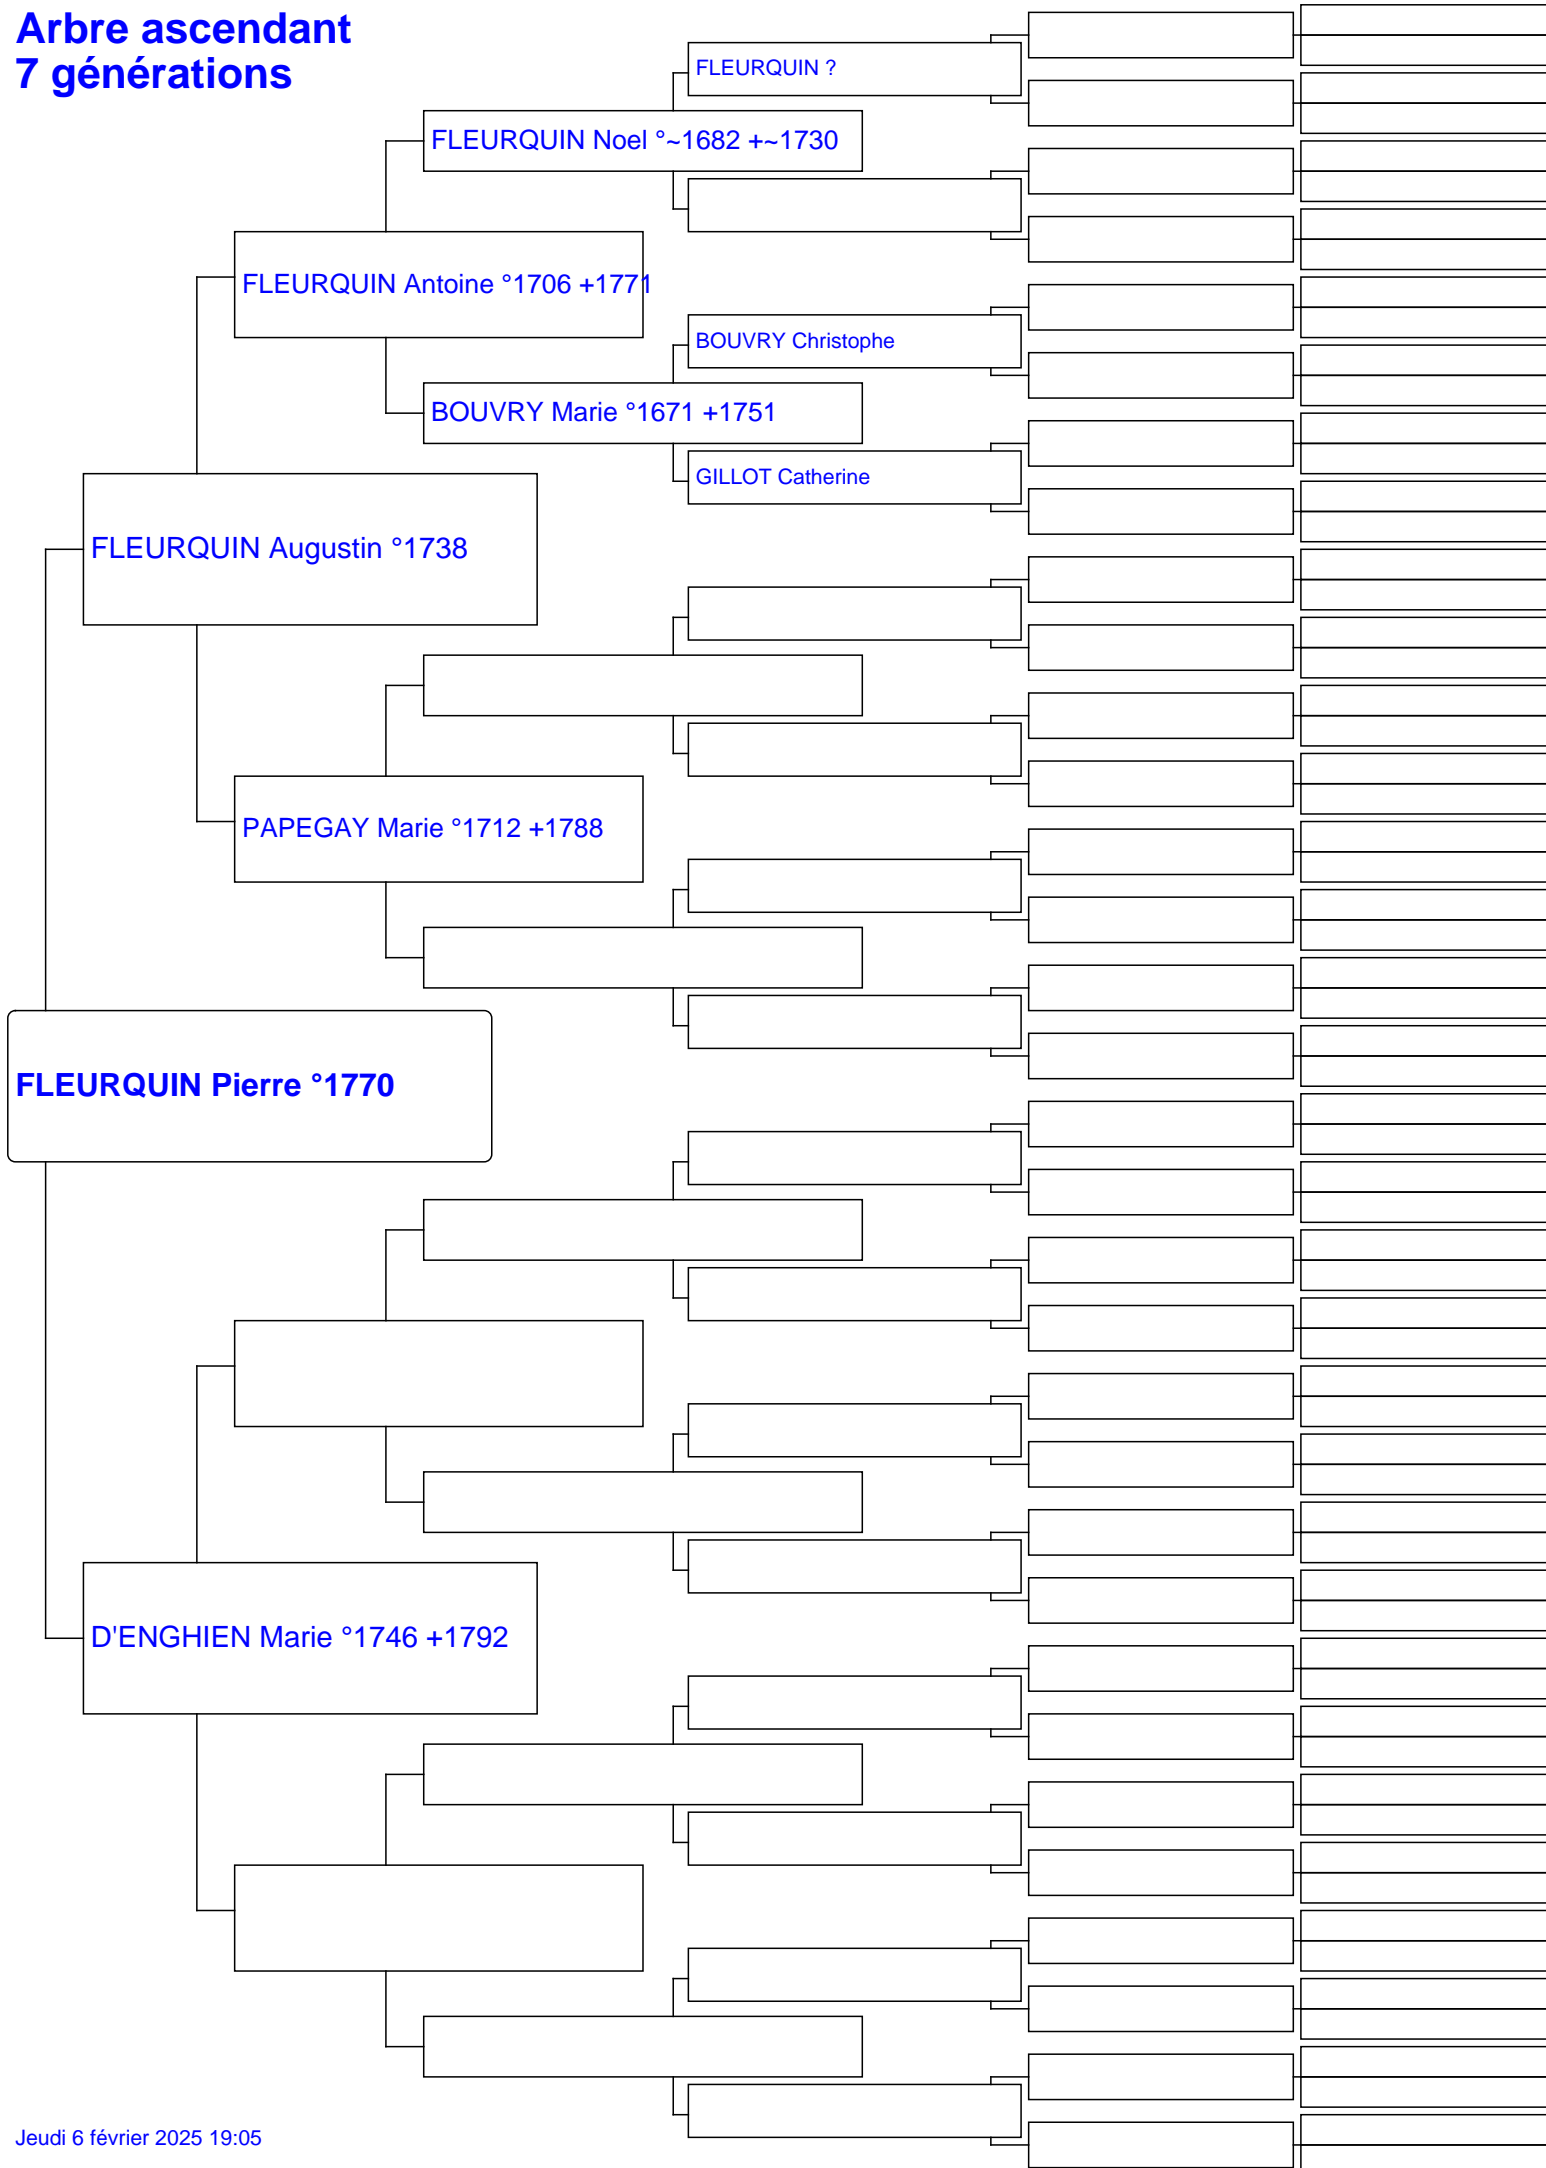 Arbre ascendant
7 générations
FLEURQUIN ?
FLEURQUIN Noel °~1682 +~1730
FLEURQUIN Antoine °1706 +1771
BOUVRY Christophe
BOUVRY Marie °1671 +1751
GILLOT Catherine
FLEURQUIN Augustin °1738
PAPEGAY Marie °1712 +1788
FLEURQUIN Pierre °1770
D'ENGHIEN Marie °1746 +1792
Jeudi 6 février 2025 19:05